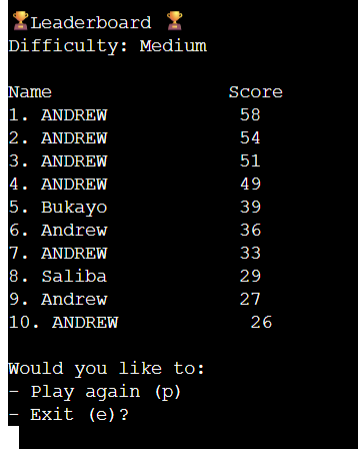 🏆Leaderboard 🏆
Difficulty: Medium
Name Score
1. ANDREW 58
2. ANDREW 54
3. ANDREW 51
4. ANDREW 49
5. Bukayo 39
6. Andrew 36
7. ANDREW 33
8. Saliba 29
9. Andrew 27
10. ANDREW 26
Would you like to:
- Play again (p)
- Exit (e)?